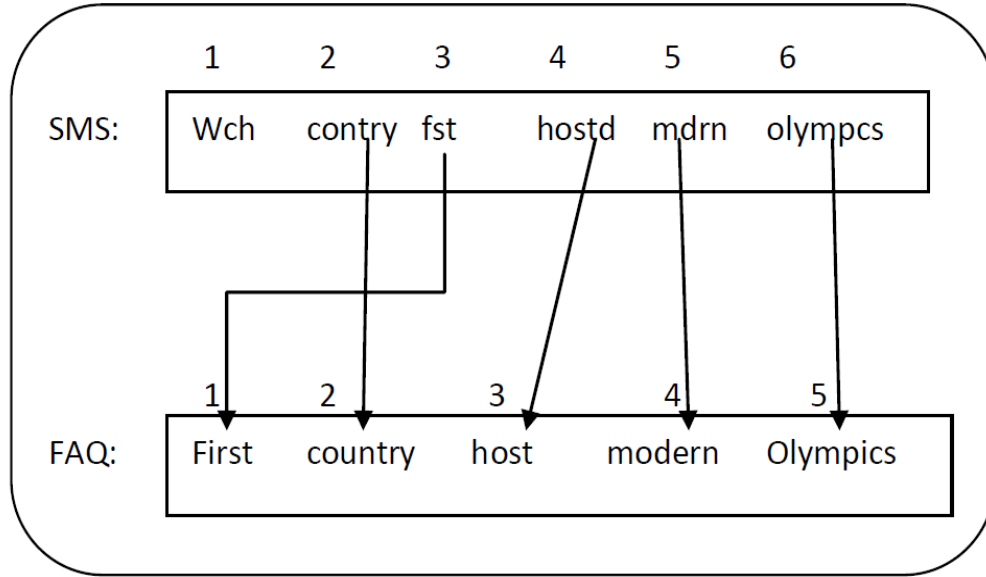 1 2 3 4 5 6
SMS: Wch contry fst hostd mdrn olympcs
1 2 3 4 5
FAQ: First country host modern Olympics